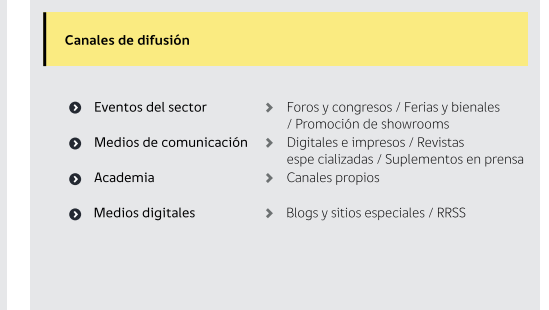 Canales de difusión
Eventos del sector
Foros y congresos / Ferias y bienales
/ Promoción de showrooms
Medios de comunicación
Digitales e impresos / Revistas
espe cializadas / Suplementos en prensa
Academia
Canales propios
Medios digitales
Blogs y sitios especiales / RRSS